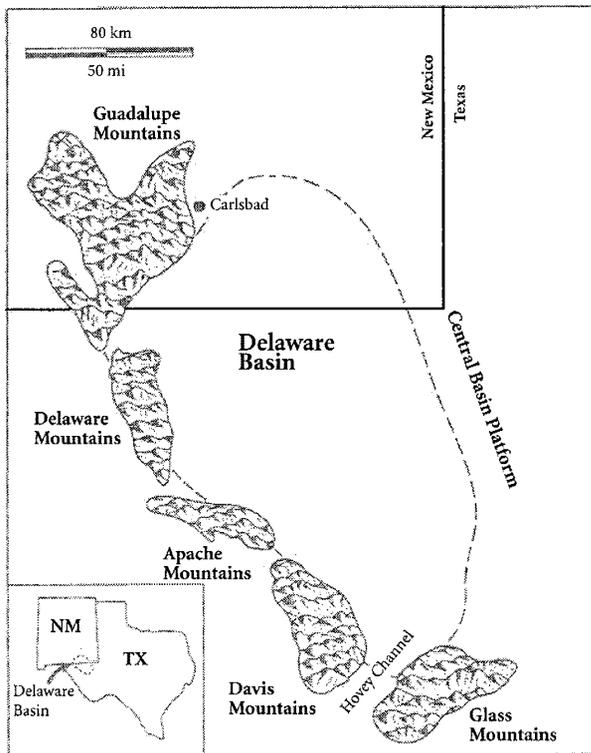 80 km
50 mi
New Mexico
Texas
Guadalupe
Mountains
Carlsbad
Delaware
Basin
Central Basin Platform
Delaware
Mountains
Apache
Mountains
NM
TX
Delaware
Basin
Davis
Mountains
Hovey Channel
Glass
Mountains